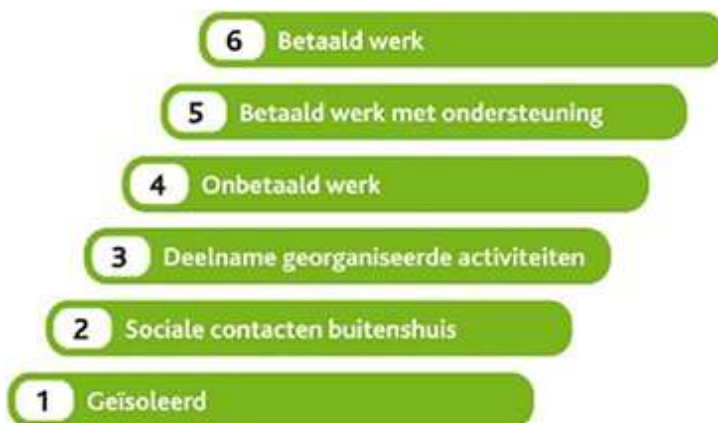 6 Betaald werk
5 Betaald werk met ondersteuning
4 Onbetaald werk
3 Deelname georganiseerde activiteiten
2 Sociale contacten buitenshuis
1 Geïsoleerd